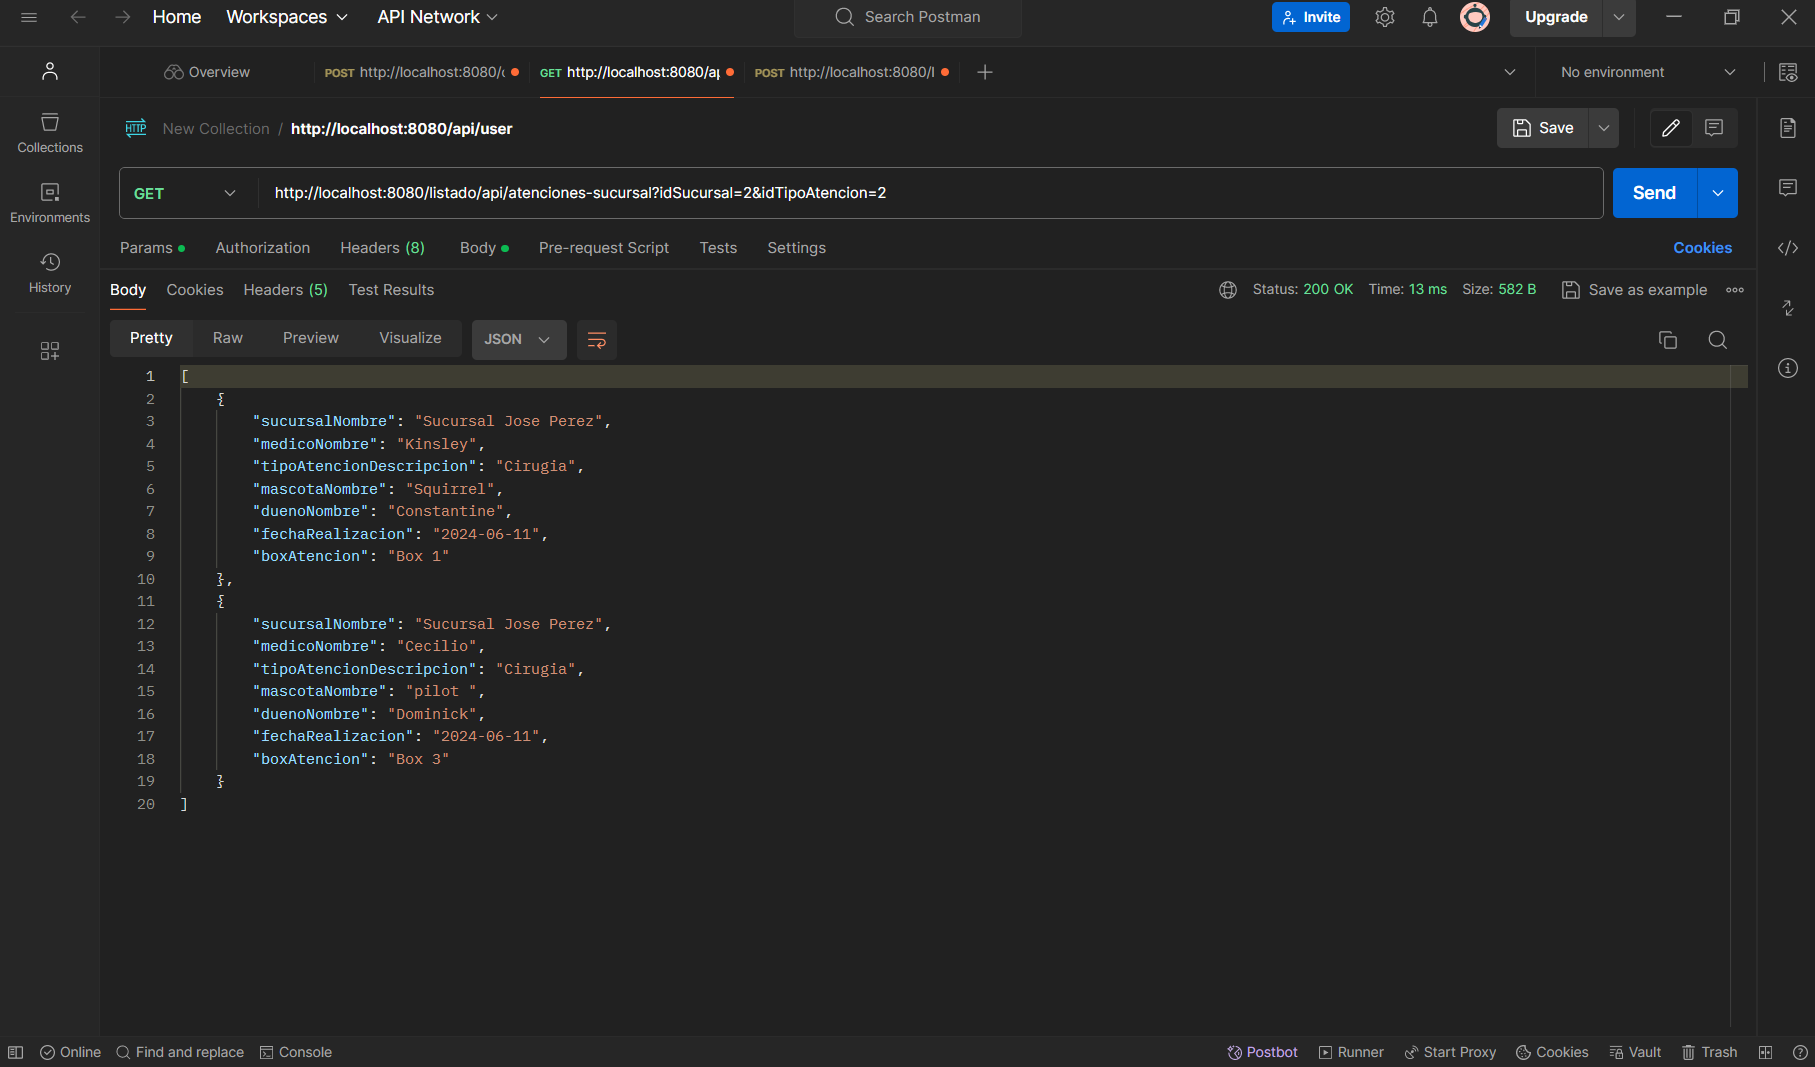 Home Workspaces API Network Search Postman Invite Upgrade
Overview POST http://localhost:8080/ GET http://localhost:8080/a POST http://localhost:8080/l No environment
New Collection / http://localhost:8080/api/user Save
Collections
GET http://localhost:8080/listado/api/atenciones-sucursal?idSucursal=2&idTipoAtencion=2 Send
Environments
Params Authorization Headers (8) Body Pre-request Script Tests Settings Cookies
History
Body Cookies Headers (5) Test Results Status: 200 OK Time: 13 ms Size: 582 B Save as example
Pretty Raw Preview Visualize JSON
1 [
2 {
3 "sucursalNombre": "Sucursal Jose Perez",
4 "medicoNombre": "Kinsley",
5 "tipoAtencionDescripcion": "Cirugia",
6 "mascotaNombre": "Squirrel",
7 "duenoNombre": "Constantine",
8 "fechaRealizacion": "2024-06-11",
9 "boxAtencion": "Box 1"
10 },
11 {
12 "sucursalNombre": "Sucursal Jose Perez",
13 "medicoNombre": "Cecilio",
14 "tipoAtencionDescripcion": "Cirugia",
15 "mascotaNombre": "pilot ",
16 "duenoNombre": "Dominick",
17 "fechaRealizacion": "2024-06-11",
18 "boxAtencion": "Box 3"
19 }
20 ]
Online Find and replace Console Postbot Runner Start Proxy Cookies Vault Trash